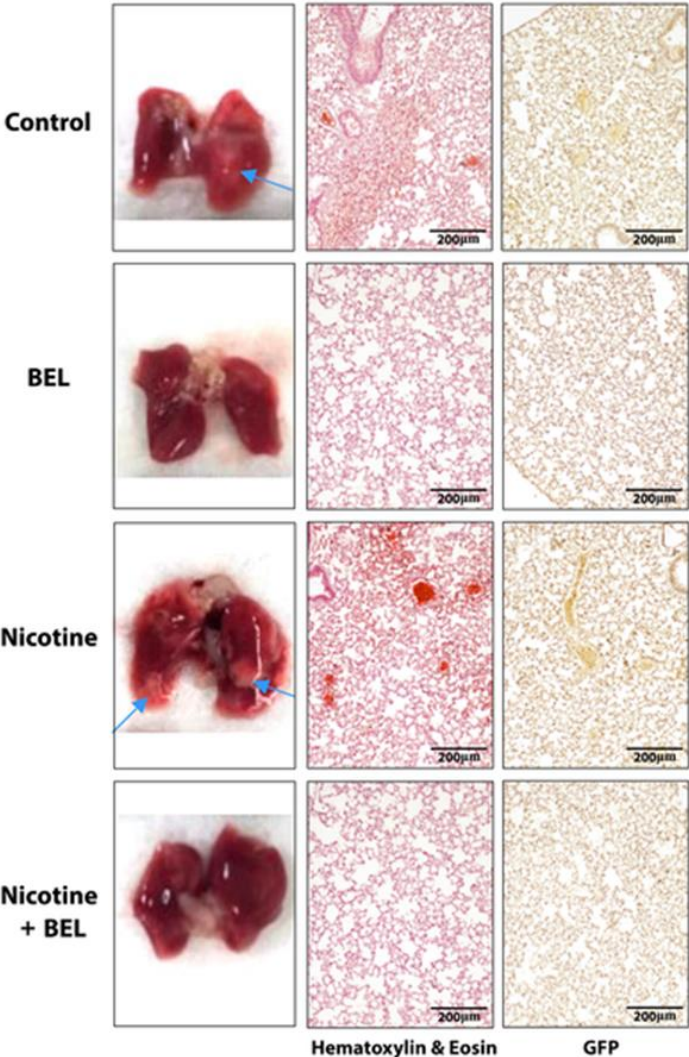 Control
200μm
200μm
BEL
200μm
200μm
Nicotine
200μm
200μm
Nicotine
+ BEL
200μm
200μm
Hematoxylin & Eosin
GFP